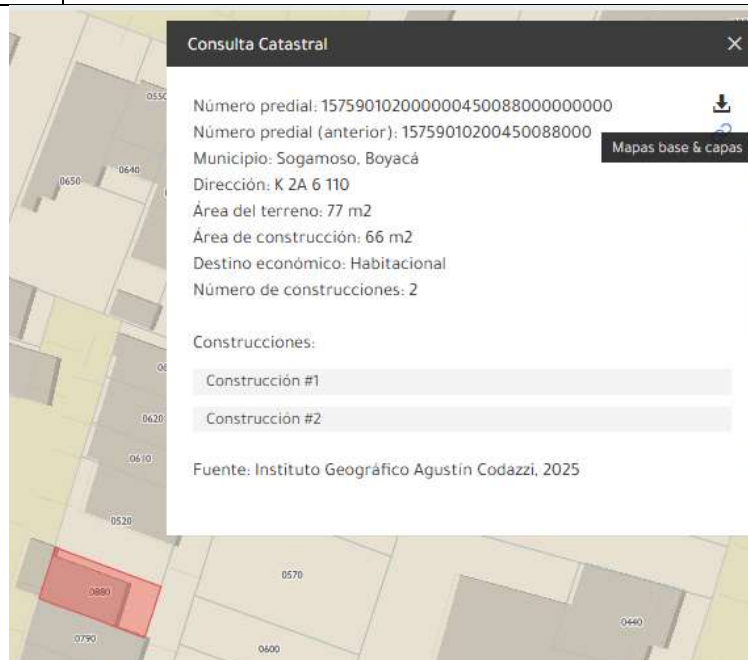 Consulta Catastral
Número predial: 157590102000000450088000000000
Número predial (anterior): 15759010200450088000
Mapas base & capas
Municipio: Sogamoso, Boyacá
Dirección: K 2A 6 110
Área del terreno: 77 m2
Área de construcción: 66 m2
Destino económico: Habitacional
Número de construcciones: 2
Construcciones:
Construcción #1
Construcción #2
Fuente: Instituto Geográfico Agustín Codazzi, 2025
0640
0650
0620
0610
0520
0570
0880
0440
0790
0600